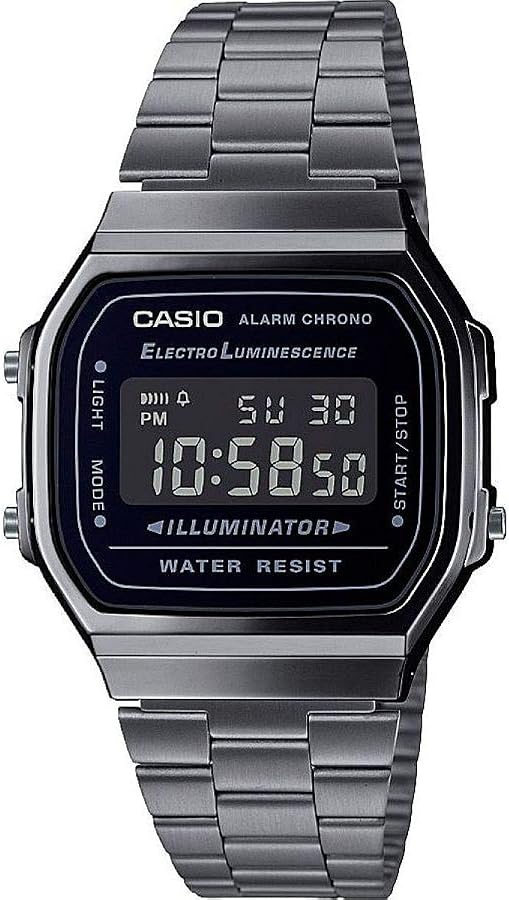 CASIO ALARM CHRONO
ELECTRO LUMINESCENCE
LIGHT
MODE
START/STOP
SU 30
PM
10:58 50
ILLUMINATOR
WATER RESIST